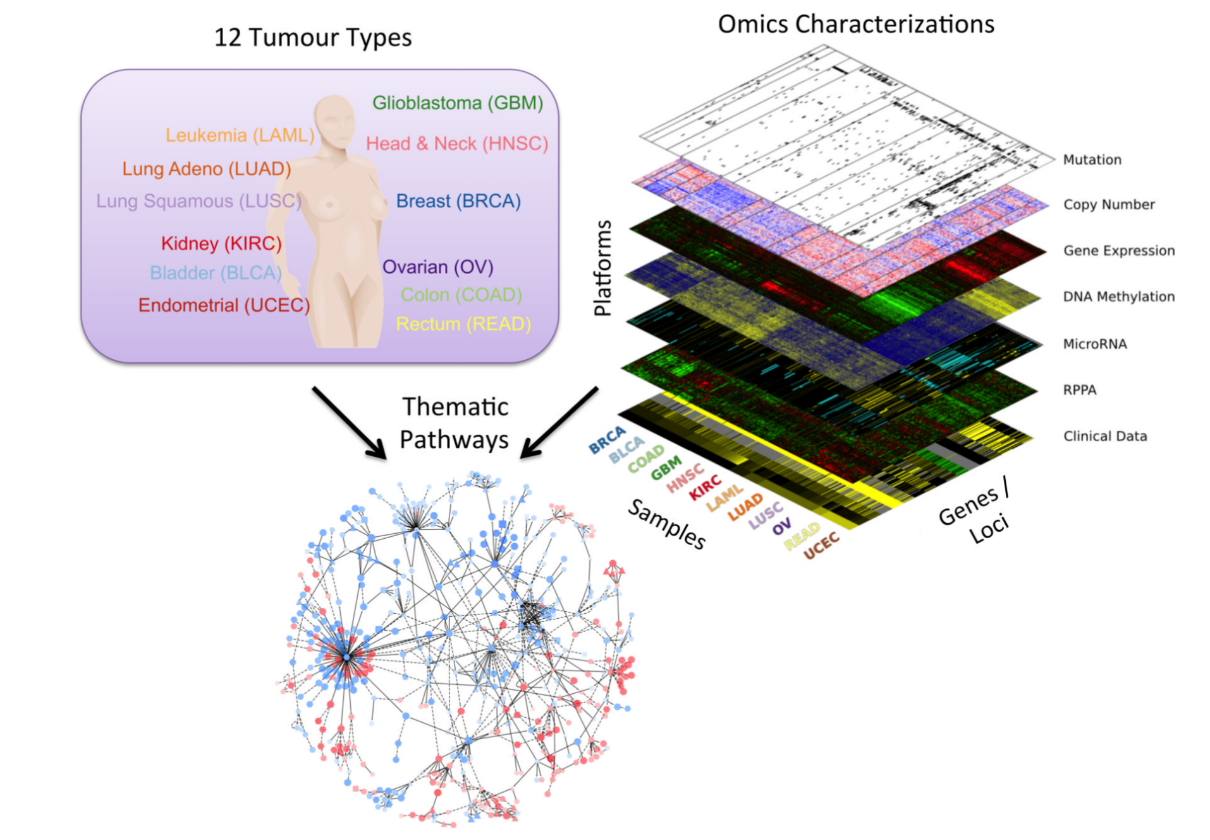 12 Tumour Types
Glioblastoma (GBM)
Leukemia (LAML)
Head & Neck (HNSC)
Lung Adeno (LUAD)
Lung Squamous (LUSC)
Breast (BRCA)
Kidney (KIRC)
Ovarian (OV)
Bladder (BLCA)
Colon (COAD)
Endometrial (UCEC)
Rectum (READ)
Omics Characterizations
Platforms
Mutation
Copy Number
Gene Expression
DNA Methylation
MicroRNA
RPPA
Clinical Data
BRCA
BLCA
COAD
GBM
HNSC
KIRC
LAML
LUAD
LUSC
OV
READ
UCEC
Samples
Genes /
Loci
Thematic
Pathways